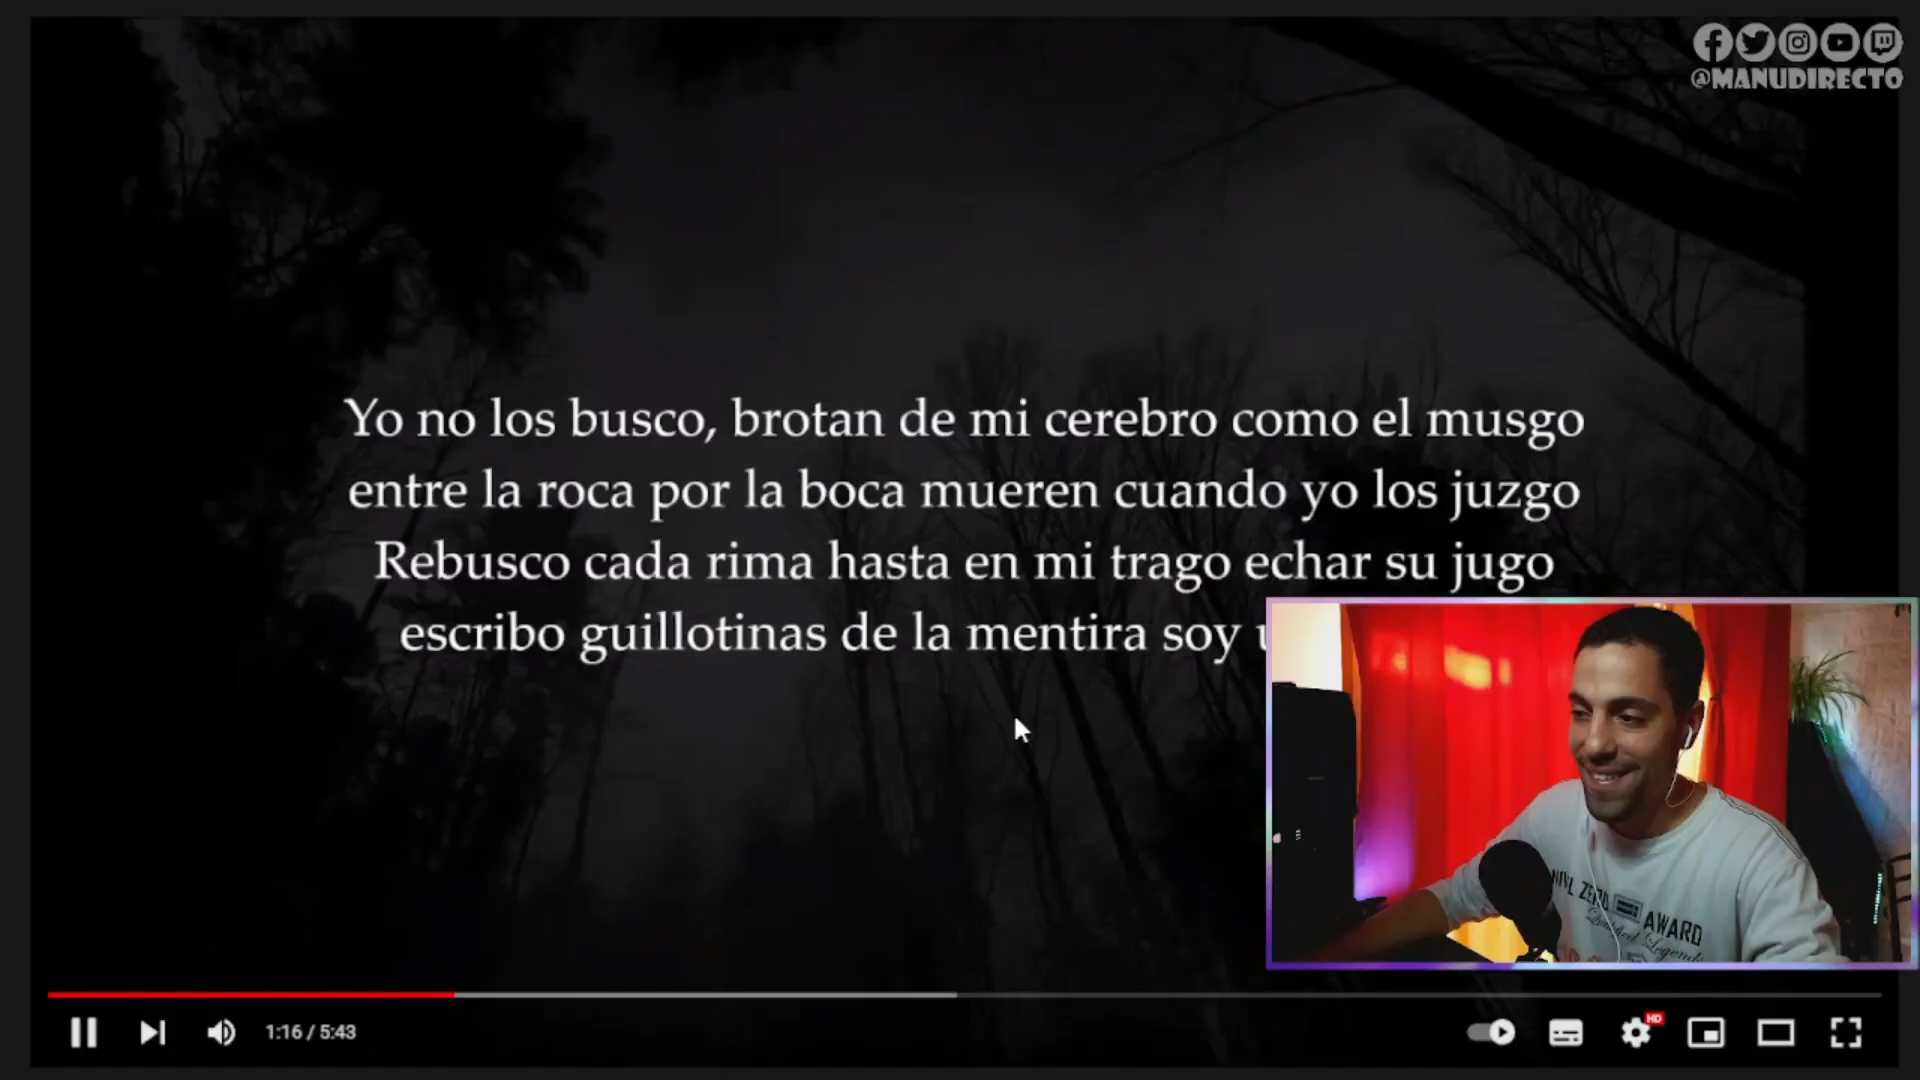 @MANUDIRECTO
Yo no los busco, brotan de mi cerebro como el musgo
entre la roca por la boca mueren cuando yo los juzgo
Rebusco cada rima hasta en mi trago echar su jugo
escribo guillotinas de la mentira soy
AWARD
1:16 / 5:43
HD